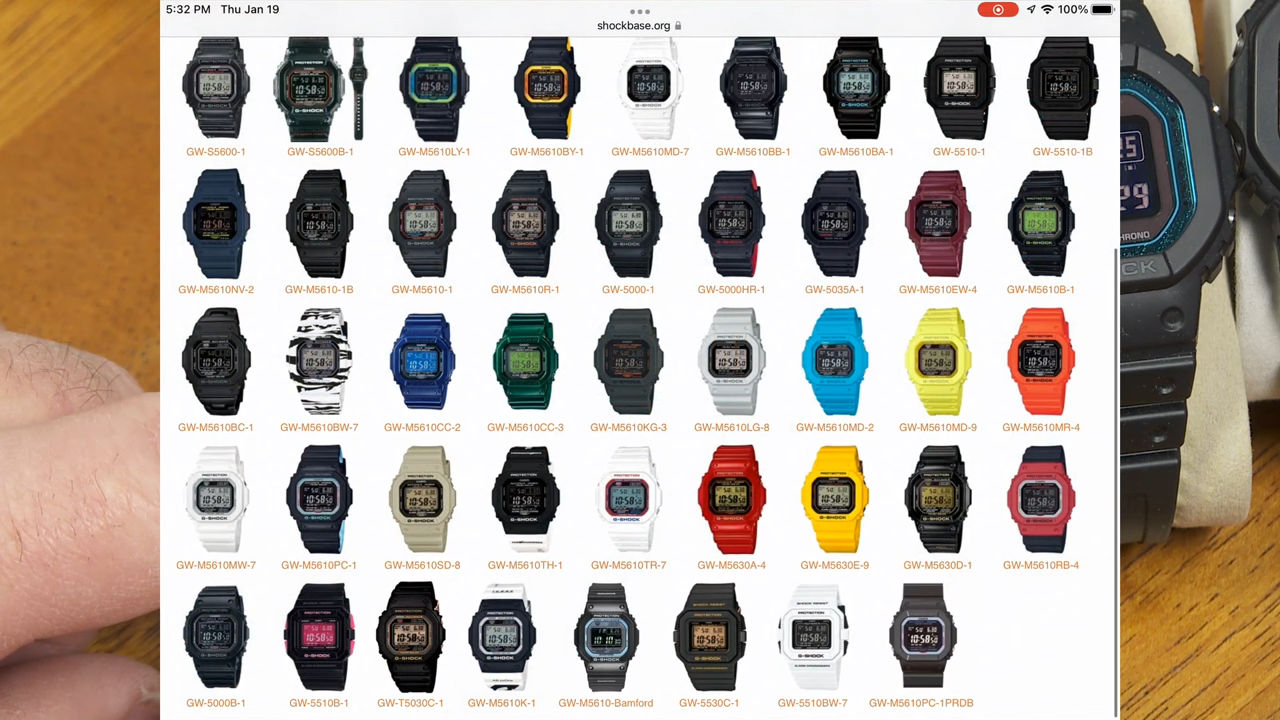 5:32 PM Thu Jan 19
100%
shockbase.org
GW-S5600-1 GW-S5600B-1 GW-M5610LY-1 GW-M5610BY-1 GW-M5610MD-7 GW-M5610BB-1 GW-M5610BA-1 GW-5510-1 GW-5510-1B
GW-M5610NV-2 GW-M5610-1B GW-M5610-1 GW-M5610R-1 GW-5000-1 GW-5000HR-1 GW-5035A-1 GW-M5610EW-4 GW-M5610B-1
GW-M5610BC-1 GW-M5610BW-7 GW-M5610CC-2 GW-M5610CC-3 GW-M5610KG-3 GW-M5610LG-8 GW-M5610MD-2 GW-M5610MD-9 GW-M5610MR-4
GW-M5610MW-7 GW-M5610PC-1 GW-M5610SD-8 GW-M5610TH-1 GW-M5610TR-7 GW-M5630A-4 GW-M5630E-9 GW-M5630D-1 GW-M5610RB-4
GW-5000B-1 GW-5510B-1 GW-T5030C-1 GW-M5610K-1 GW-M5610-Bamford GW-5530C-1 GW-5510BW-7 GW-M5610PC-1PRDB